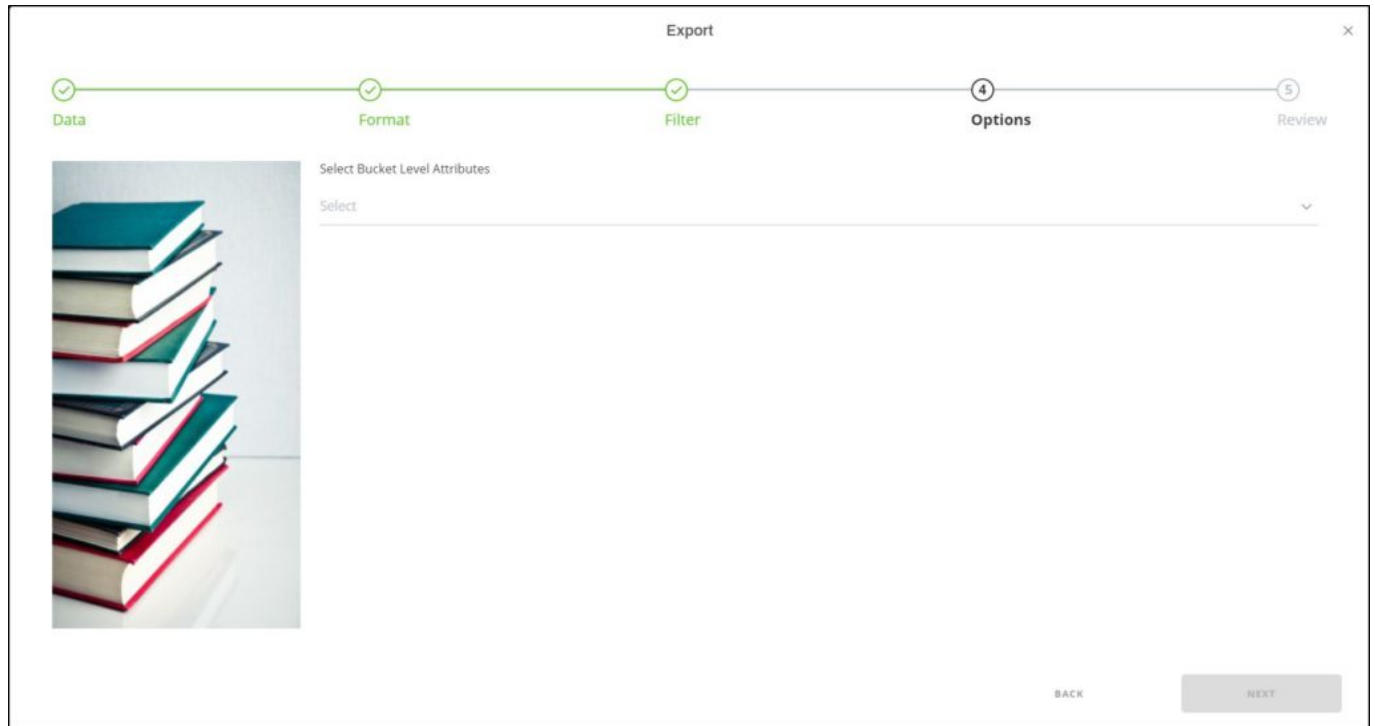 Export
4
5
Data
Format
Filter
Options
Review
Select Bucket Level Attributes
Select
BACK
NEXT